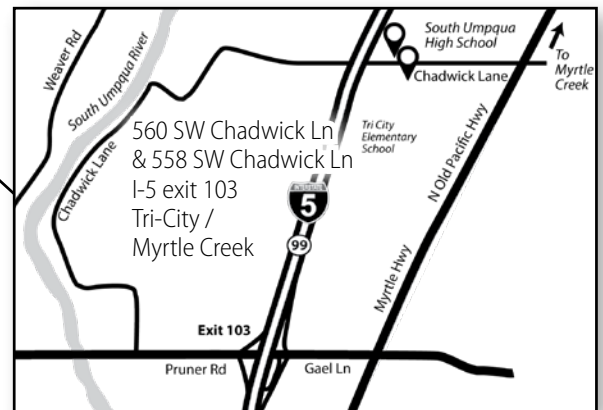 Weaver Rd
South Umpqua River
Chadwick Lane
560 SW Chadwick Ln
& 558 SW Chadwick Ln
I-5 exit 103
Tri-City /
Myrtle Creek
South Umpqua
High School
Chadwick Lane
To
Myrtle
Creek
Tri City
Elementary
School
INTERSTATE
5
99
N Old Pacific Hwy
Myrtle Hwy
Exit 103
Pruner Rd
Gael Ln